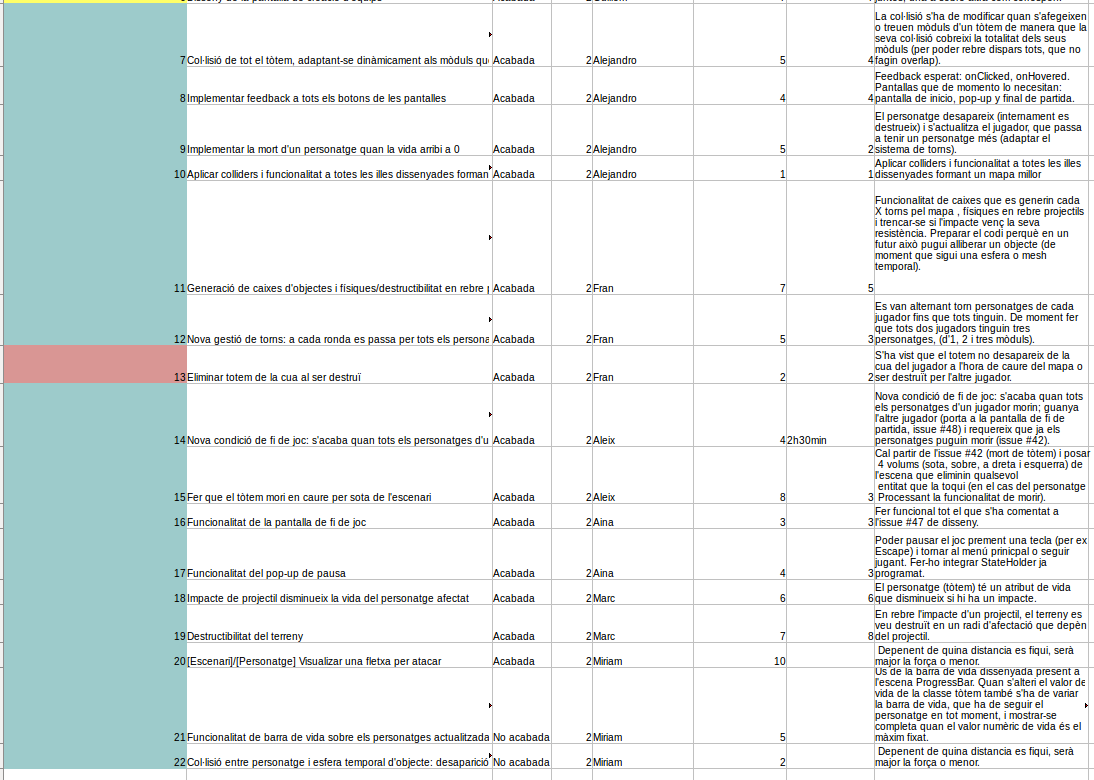 7 Col·lisió de tot el tòtem, adaptant-se dinàmicament als mòduls Acabada 2 Alejandro 5 4
La col·lisió s'ha de modificar quan s'afegeixen
o treuen mòduls d'un tòtem de manera que la
seva col·lisió cobreixi la totalitat dels seus
mòduls (per poder rebre dispars tots, que no
fagin overlap).
8 Implementar feedback a tots els botons de les pantalles Acabada 2 Alejandro 4 4
Feedback esperat: onClicked, onHovered.
Pantallas que de momento lo necesitan:
pantalla de inicio, pop-up y final de partida.
9 Implementar la mort d'un personatge quan la vida arribi a 0 Acabada 2 Alejandro 5 2
El personatge desapareix (internament es
destrueix) i s'actualitza el jugador, que passa
a tenir un personatge més (adaptar el
sistema de torns).
10 Aplicar colliders i funcionalitat a totes les illes dissenyades forman Acabada 2 Alejandro 1 1
Aplicar colliders i funcionalitat a totes les illes
dissenyades formant un mapa millor
11 Generació de caixes d'objectes i físiques/destructibilitat en rebre Acabada 2 Fran 7 5
Funcionalitat de caixes que es generin cada
X torns pel mapa , físiques en rebre projectils
i trencar-se si l'impacte venç la seva
resistència. Preparar el codi perquè en un
futur això pugui alliberar un objecte (de
moment que sigui una esfera o mesh
temporal).
12 Nova gestió de torns: a cada ronda es passa per tots els persona Acabada 2 Fran 5 3
Es van alternant torn personatges de cada
jugador fins que tots tinguin. De moment fer
que tots dos jugadors tinguin tres
personatges, (d'1, 2 i tres mòduls).
13 Eliminar totem de la cua al ser destruï Acabada 2 Fran 2 2
S'ha vist que el totem no desapareix de la
cua del jugador a l'hora de caure del mapa o
ser destruït per l'altre jugador.
14 Nova condició de fi de joc: s'acaba quan tots els personatges d'u Acabada 2 Aleix 4 2h30min
Nova condició de fi de joc: s'acaba quan tots
els personatges d'un jugador morin; guanya
l'altre jugador (porta a la pantalla de fi de
partida, issue #48) i requereix que ja els
personatges puguin morir (issue #42).
15 Fer que el tòtem mori en caure per sota de l'escenari Acabada 2 Aleix 8 3
Cal partir de l'issue #42 (mort de tòtem) i posar
4 volums (sota, sobre, a dreta i esquerra) de
l'escena que eliminin qualsevol
entitat que la toqui (en el cas del personatge
Processant la funcionalitat de morir).
16 Funcionalitat de la pantalla de fi de joc Acabada 2 Aina 3 3
Fer funcional tot el que s'ha comentat a
l'issue #47 de disseny.
17 Funcionalitat del pop-up de pausa Acabada 2 Aina 4 3
Poder pausar el joc prement una tecla (per ex
Escape) i tornar al menú prinicpal o seguir
jugant. Fer-ho integrar StateHolder ja
programat.
18 Impacte de projectil disminueix la vida del personatge afectat Acabada 2 Marc 6 6
El personatge (tòtem) té un atribut de vida
que disminueix si hi ha un impacte.
19 Destructibilitat del terreny Acabada 2 Marc 7 8
En rebre l'impacte d'un projectil, el terreny es
veu destruït en un radi d'afectació que depèn
del projectil.
20 [Escenari]/[Personatge] Visualizar una fletxa per atacar Acabada 2 Miriam 10
Depenent de quina distancia es fiqui, serà
major la força o menor.
21 Funcionalitat de barra de vida sobre els personatges actualitzada No acabada 2 Miriam 5
Ús de la barra de vida dissenyada present a
l'escena ProgressBar. Quan s'alteri el valor de
vida de la classe tòtem també s'ha de variar
la barra de vida, que ha de seguir el
personatge en tot moment, i mostrar-se
completa quan el valor numèric de vida és el
màxim fixat.
22 Col·lisió entre personatge i esfera temporal d'objecte: desaparició No acabada 2 Miriam 2
Depenent de quina distancia es fiqui, serà
major la força o menor.